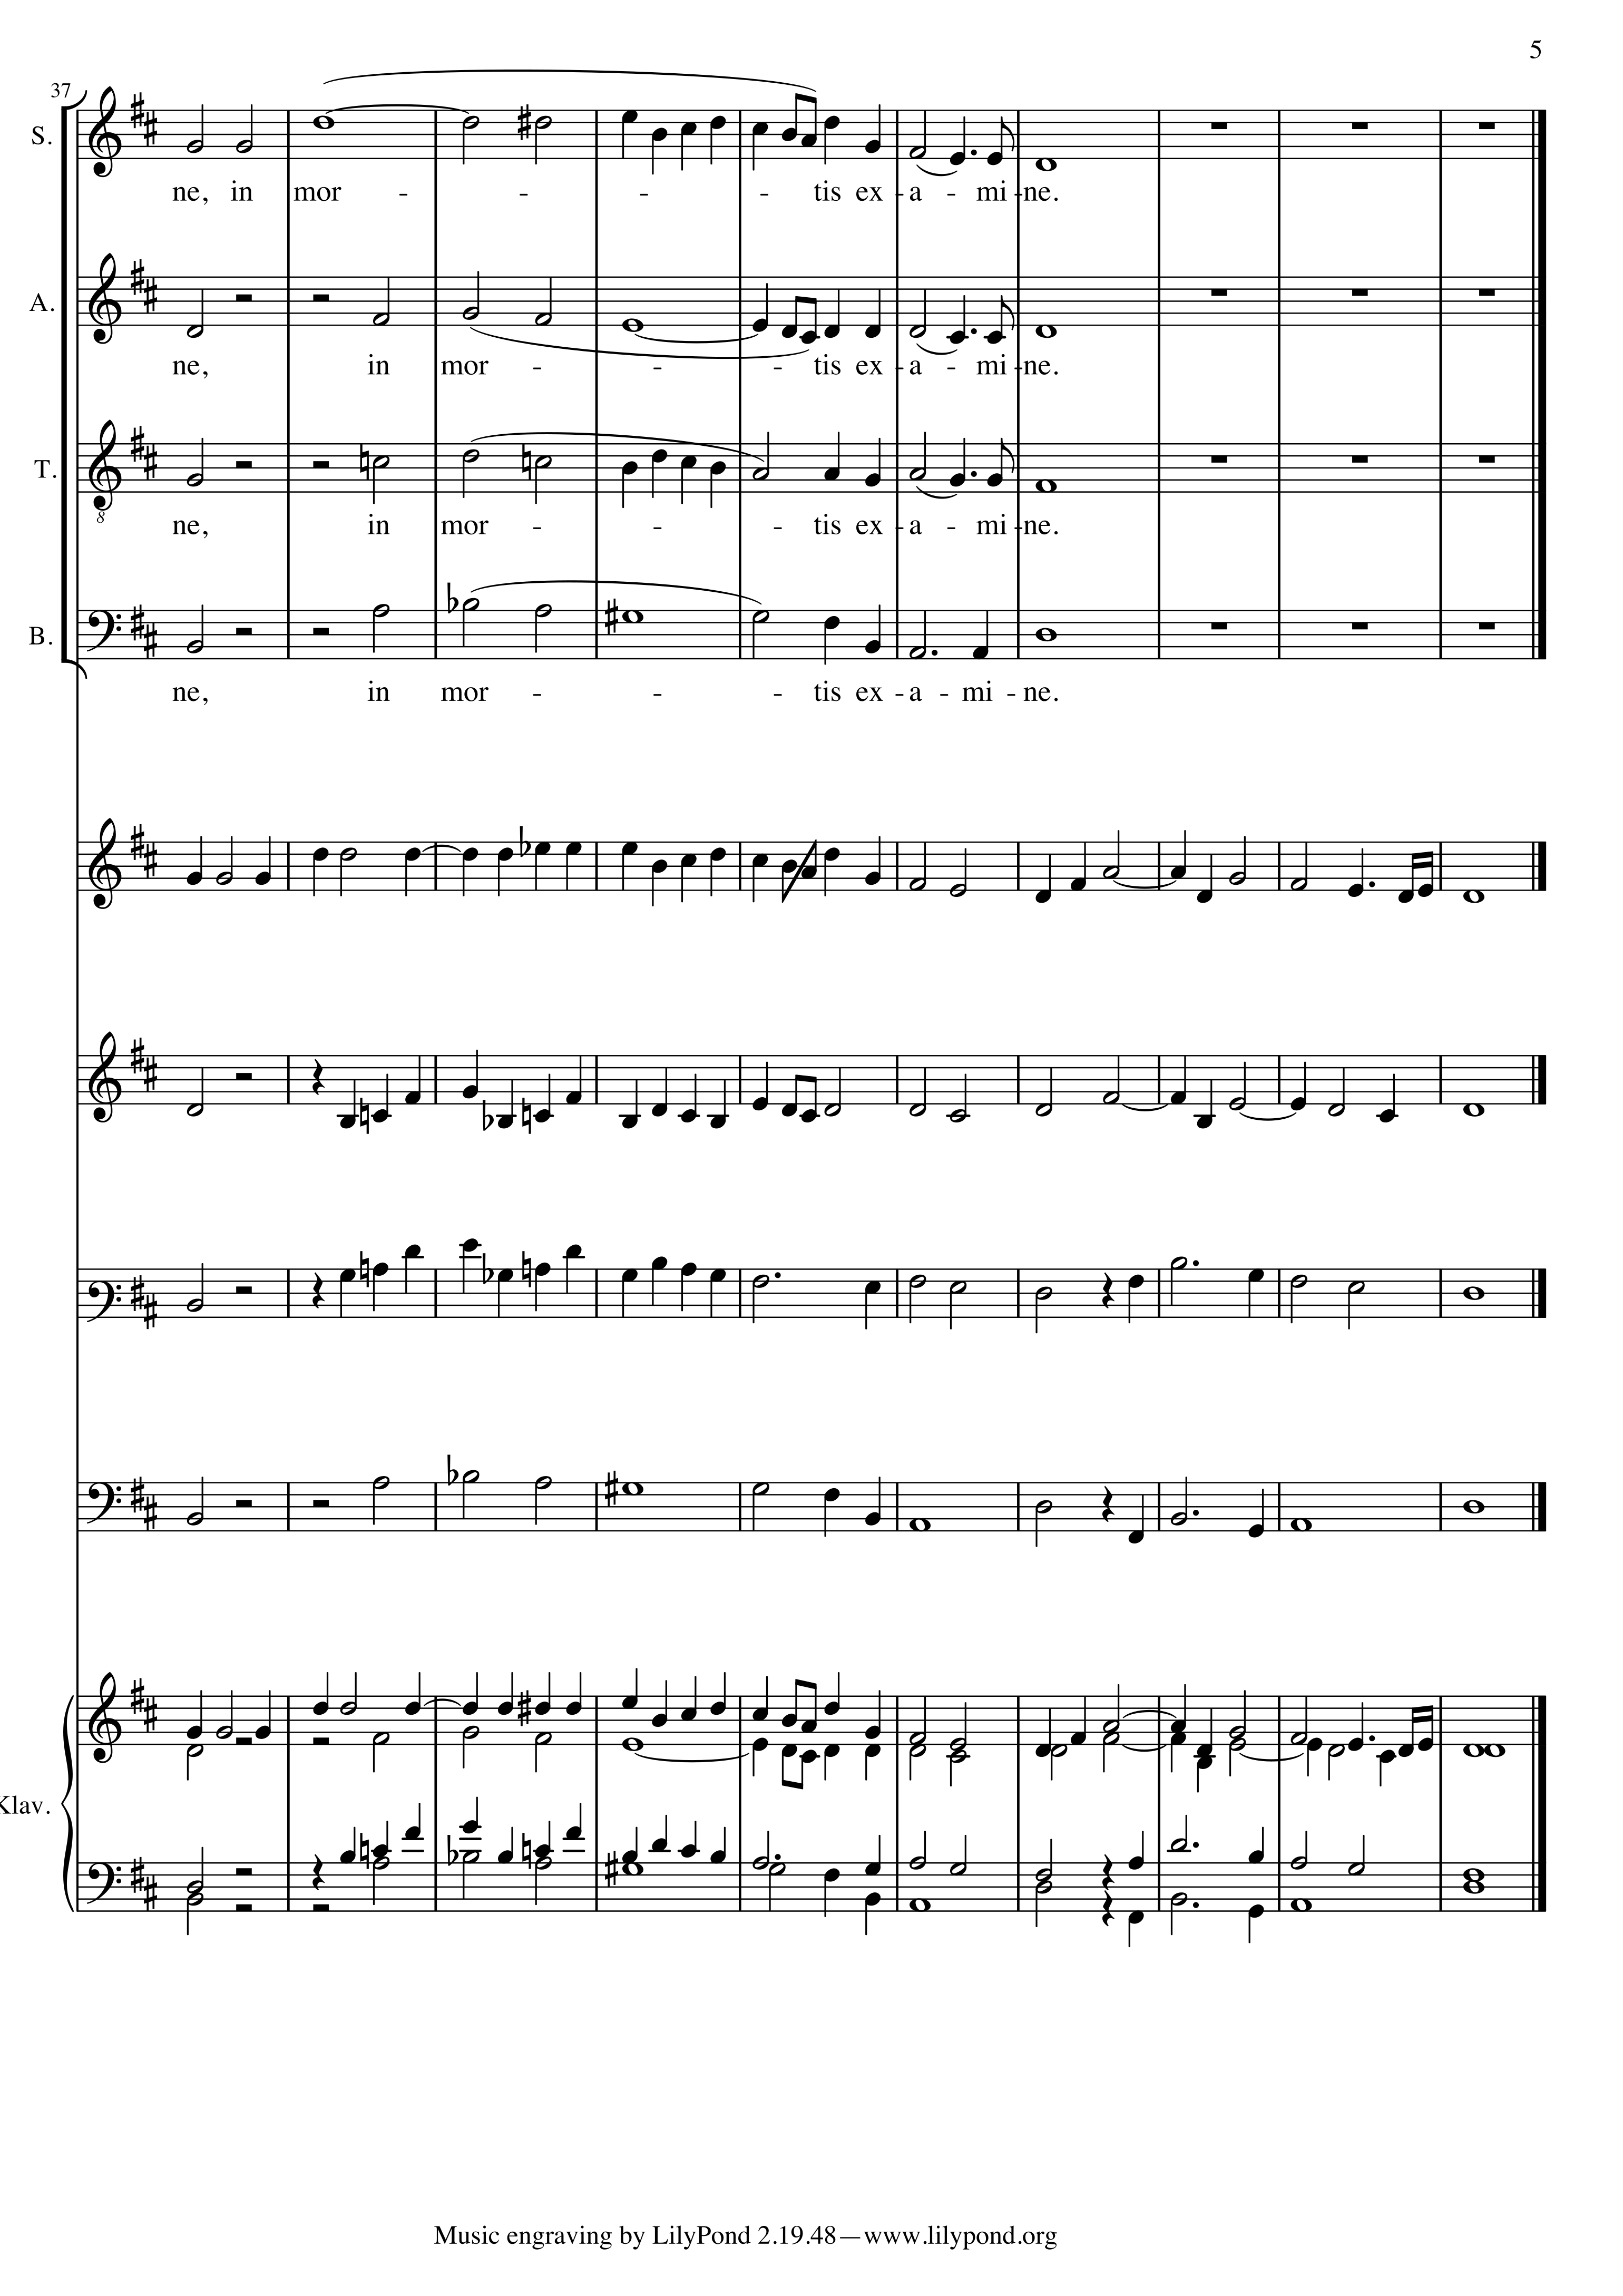 5
37
S.
ne, in mor - - - - tis ex - a - mi - ne.
A.
ne, in mor - - - tis ex - a - mi - ne.
T.
8
ne, in mor - - - tis ex - a - mi - ne.
B.
ne, in mor - - - tis ex - a - mi - ne.
Klav.
Music engraving by LilyPond 2.19.48—www.lilypond.org